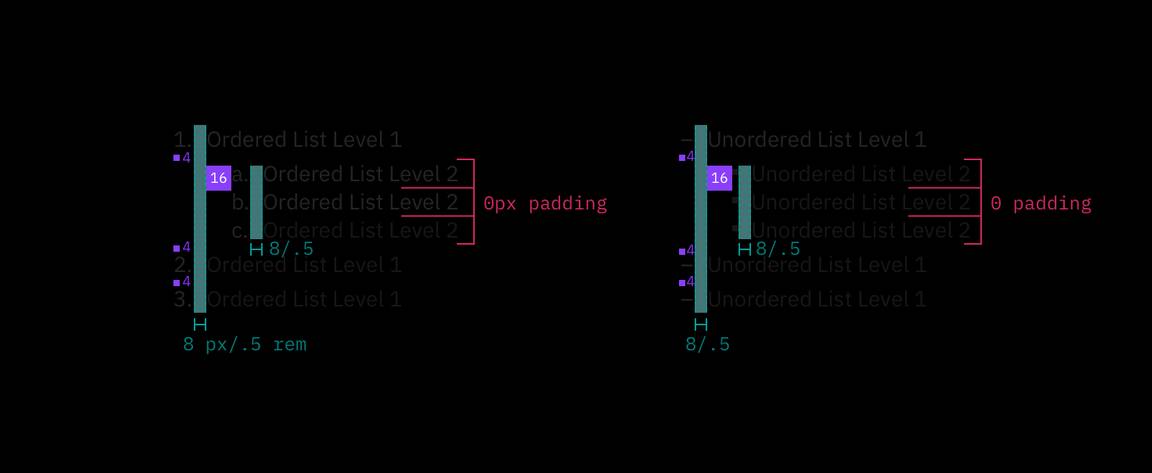 1. Ordered List Level 1
4
16 a. Ordered List Level 2
b. Ordered List Level 2 0px padding
c. Ordered List Level 2
4 8/.5
2. Ordered List Level 1
4
3. Ordered List Level 1
8 px/.5 rem
– Unordered List Level 1
4
16 ▪ Unordered List Level 2
▪ Unordered List Level 2 0 padding
▪ Unordered List Level 2
4 8/.5
– Unordered List Level 1
4
– Unordered List Level 1
8/.5